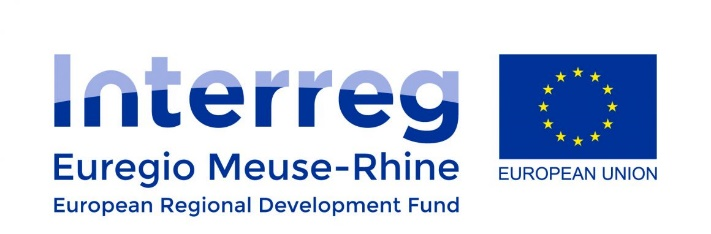 Interreg
Euregio Meuse-Rhine
European Regional Development Fund
EUROPEAN UNION